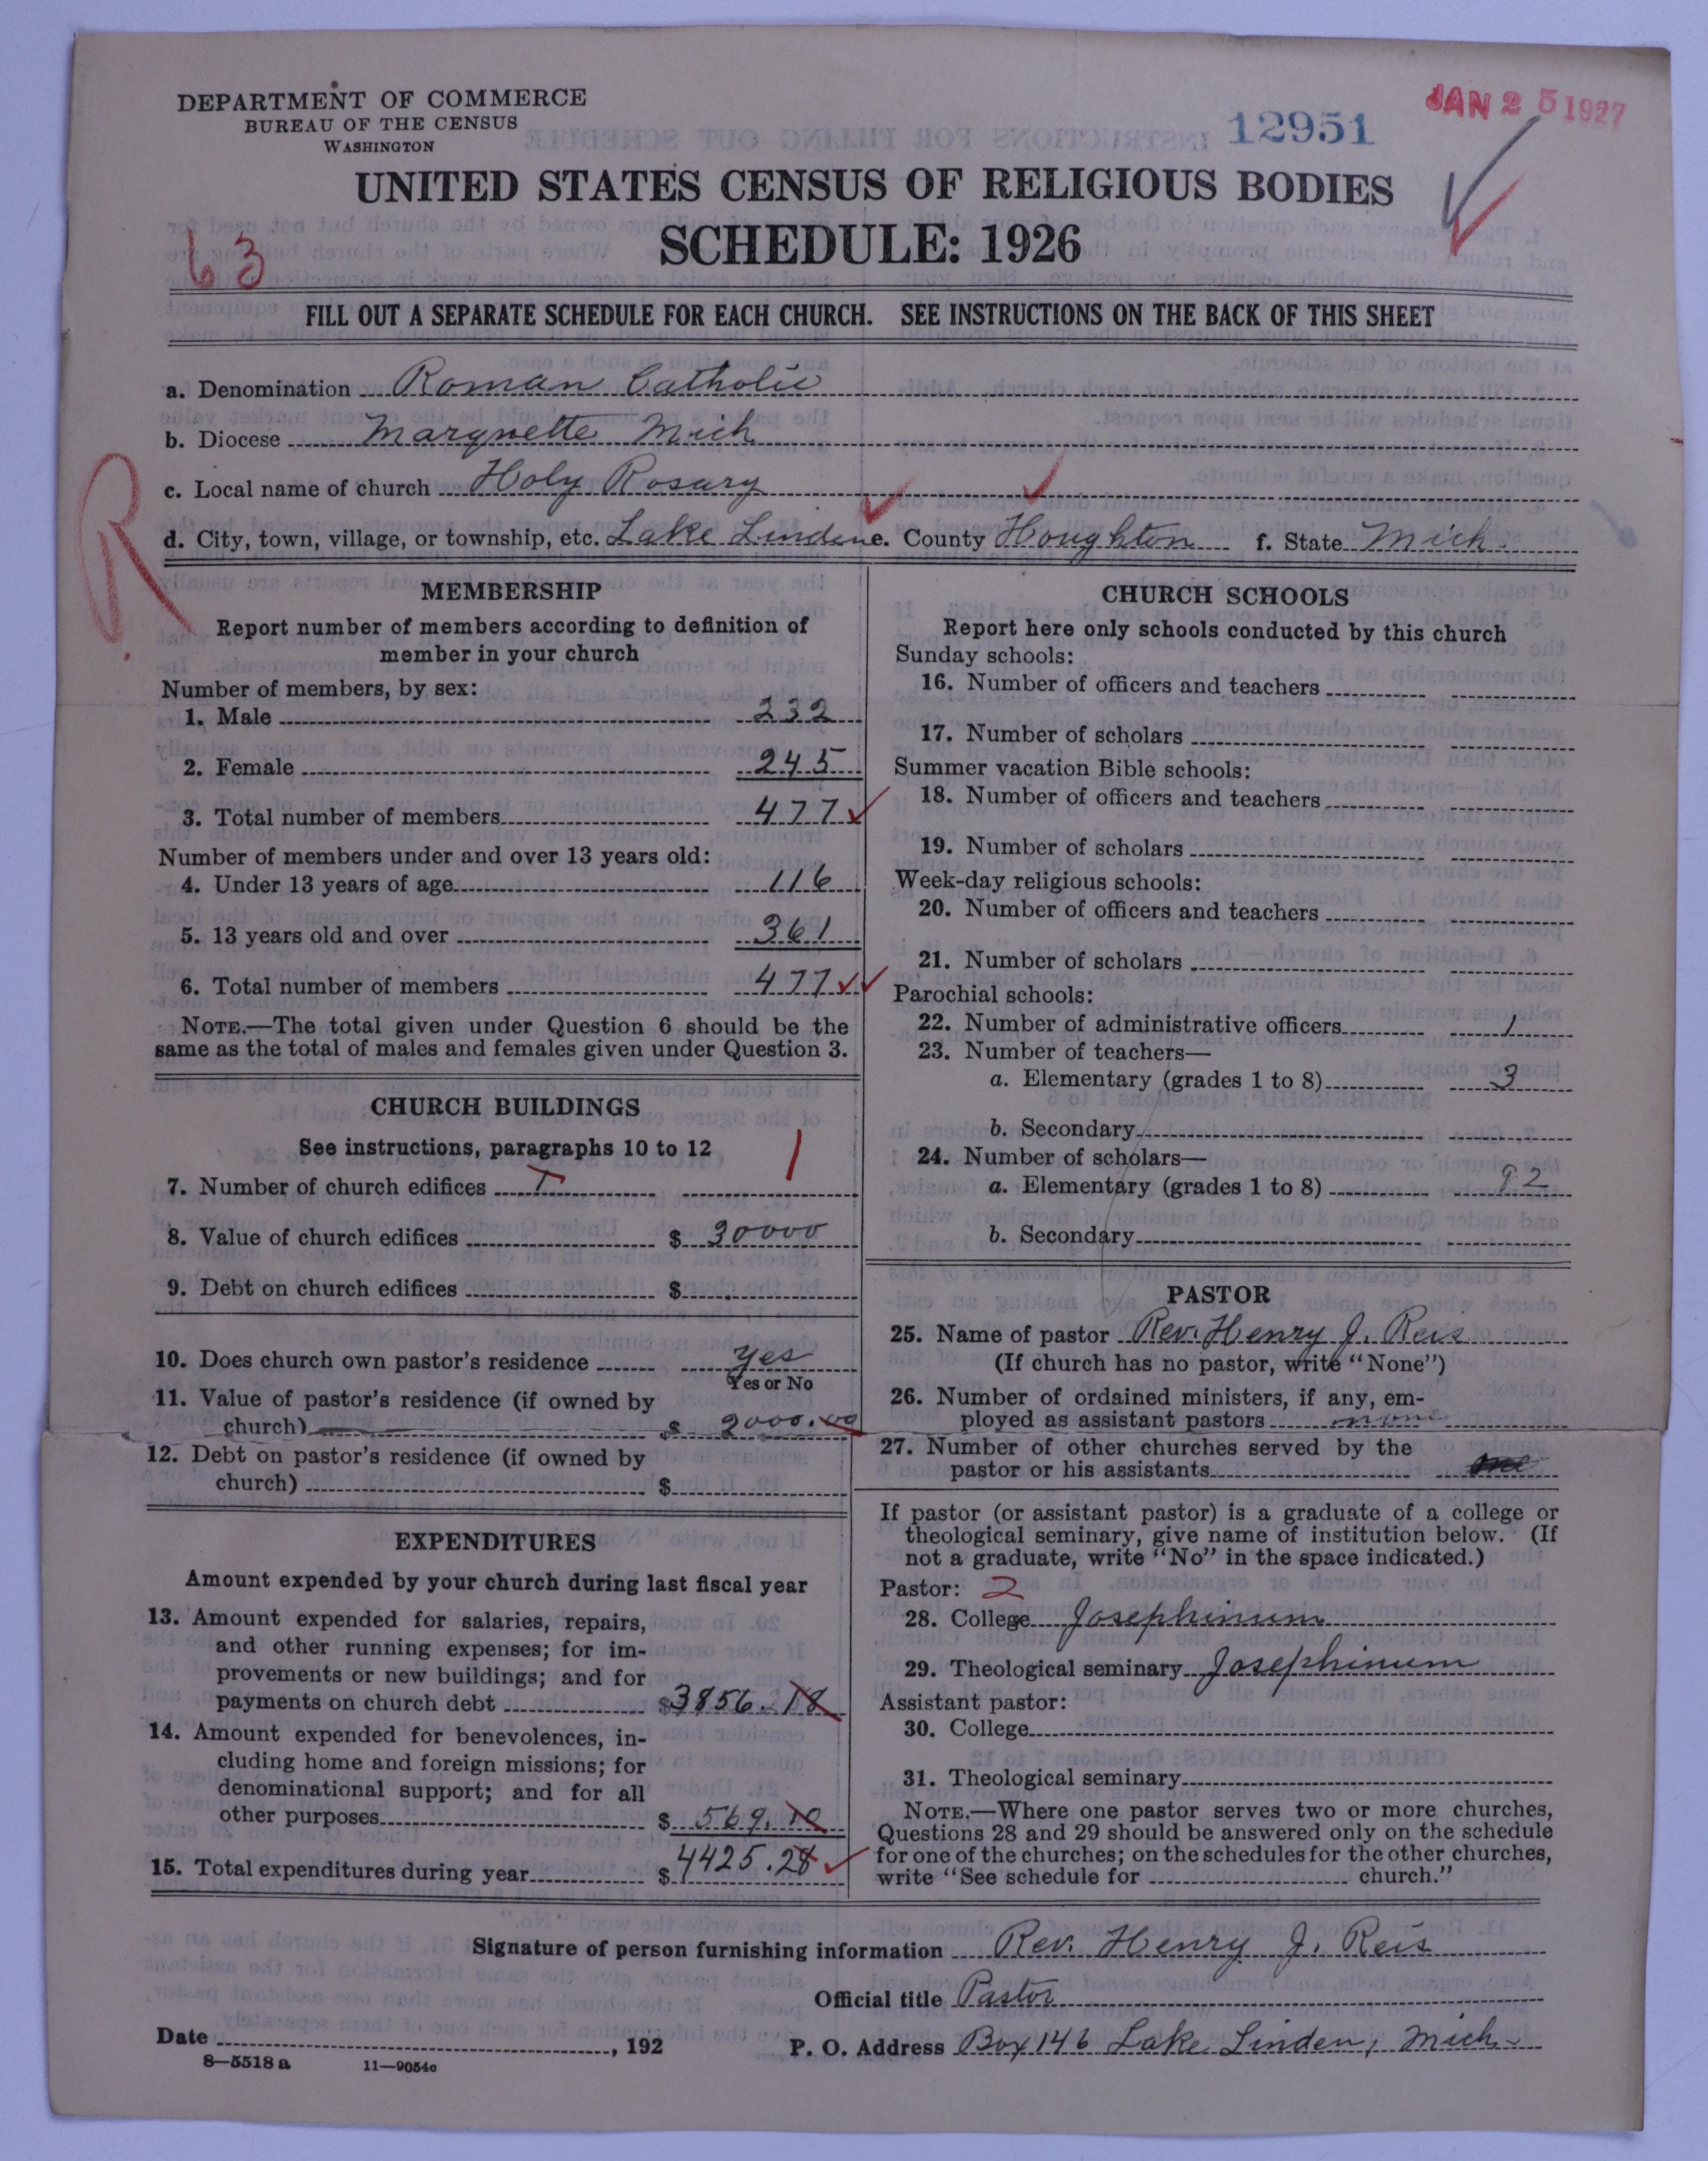 DEPARTMENT OF COMMERCE
BUREAU OF THE CENSUS
WASHINGTON
12951
JAN 25 1927
UNITED STATES CENSUS OF RELIGIOUS BODIES
SCHEDULE: 1926
63
FILL OUT A SEPARATE SCHEDULE FOR EACH CHURCH. SEE INSTRUCTIONS ON THE BACK OF THIS SHEET
a. Denomination Roman Catholic
b. Diocese Marquette Mich
c. Local name of church Holy Rosary
d. City, town, village, or township, etc. Lake Linden e. County Houghton f. State Mich.
R
MEMBERSHIP
Report number of members according to definition of
member in your church
Number of members, by sex:
1. Male 232
2. Female 245
3. Total number of members 477
Number of members under and over 13 years old:
4. Under 13 years of age 116
5. 13 years old and over 361
6. Total number of members 477
NOTE.—The total given under Question 6 should be the
same as the total of males and females given under Question 3.
CHURCH BUILDINGS
See instructions, paragraphs 10 to 12
7. Number of church edifices 1
8. Value of church edifices $ 30000
9. Debt on church edifices $
10. Does church own pastor's residence yes
Yes or No
11. Value of pastor's residence (if owned by
church) $ 2000.00
12. Debt on pastor's residence (if owned by
church) $
EXPENDITURES
Amount expended by your church during last fiscal year
13. Amount expended for salaries, repairs,
and other running expenses; for im-
provements or new buildings; and for
payments on church debt $3856.18
14. Amount expended for benevolences, in-
cluding home and foreign missions; for
denominational support; and for all
other purposes $ 569.10
15. Total expenditures during year $ 4425.28
CHURCH SCHOOLS
Report here only schools conducted by this church
Sunday schools:
16. Number of officers and teachers
17. Number of scholars
Summer vacation Bible schools:
18. Number of officers and teachers
19. Number of scholars
Week-day religious schools:
20. Number of officers and teachers
21. Number of scholars
Parochial schools:
22. Number of administrative officers 1
23. Number of teachers—
a. Elementary (grades 1 to 8) 3
b. Secondary
24. Number of scholars—
a. Elementary (grades 1 to 8) 92
b. Secondary
PASTOR
25. Name of pastor Rev. Henry J. Reis
(If church has no pastor, write "None")
26. Number of ordained ministers, if any, em-
ployed as assistant pastors none
27. Number of other churches served by the
pastor or his assistants one
If pastor (or assistant pastor) is a graduate of a college or
theological seminary, give name of institution below. (If
not a graduate, write "No" in the space indicated.)
Pastor: 2
28. College Josephinum
29. Theological seminary Josephinum
Assistant pastor:
30. College
31. Theological seminary
NOTE.—Where one pastor serves two or more churches,
Questions 28 and 29 should be answered only on the schedule
for one of the churches; on the schedules for the other churches,
write "See schedule for church."
Signature of person furnishing information Rev. Henry J. Reis
Official title Pastor
Date , 192
P. O. Address Box 146 Lake Linden, Mich.
8—5518a 11—9054c